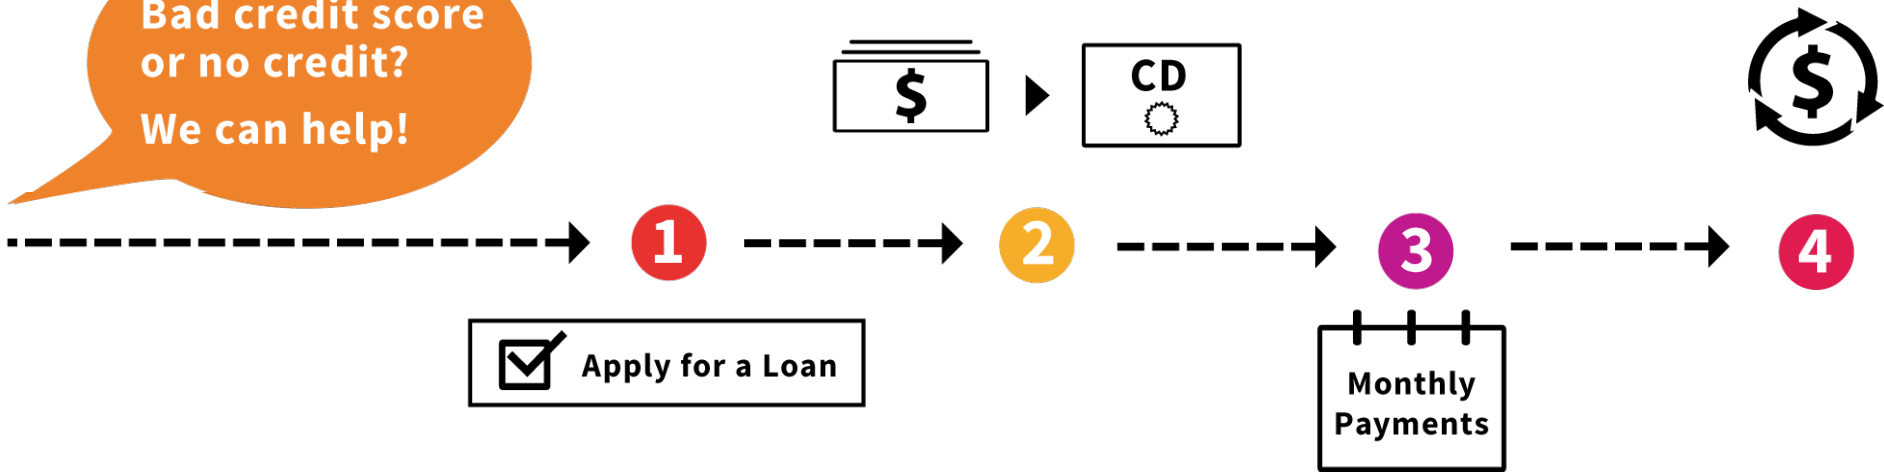 Bad credit score
or no credit?
We can help!
$
CD
$
1
2
3
4
Apply for a Loan
Monthly
Payments